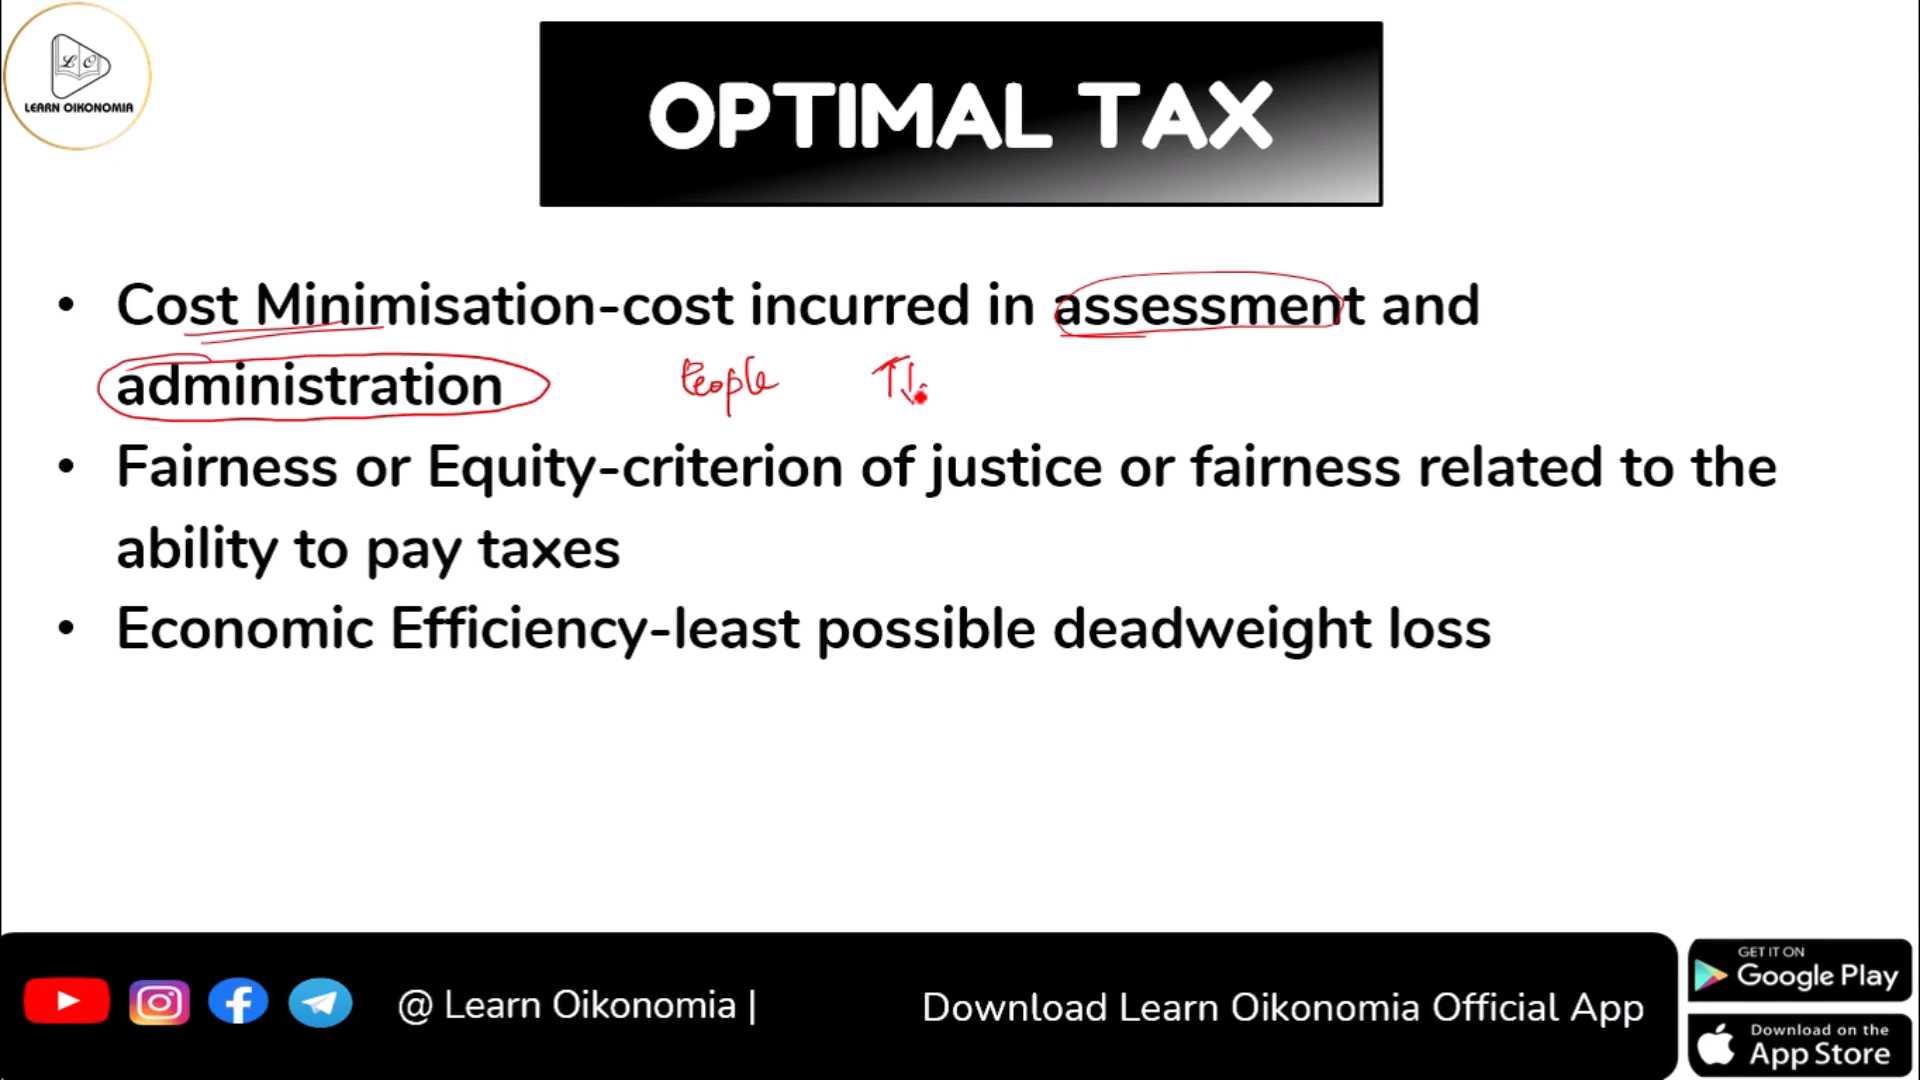 LO
LEARN OIKONOMIA
OPTIMAL TAX
• Cost Minimisation-cost incurred in assessment and
administration
People ↑↓
• Fairness or Equity-criterion of justice or fairness related to the
ability to pay taxes
• Economic Efficiency-least possible deadweight loss
@ Learn Oikonomia |
Download Learn Oikonomia Official App
GET IT ON
Google Play
Download on the
App Store